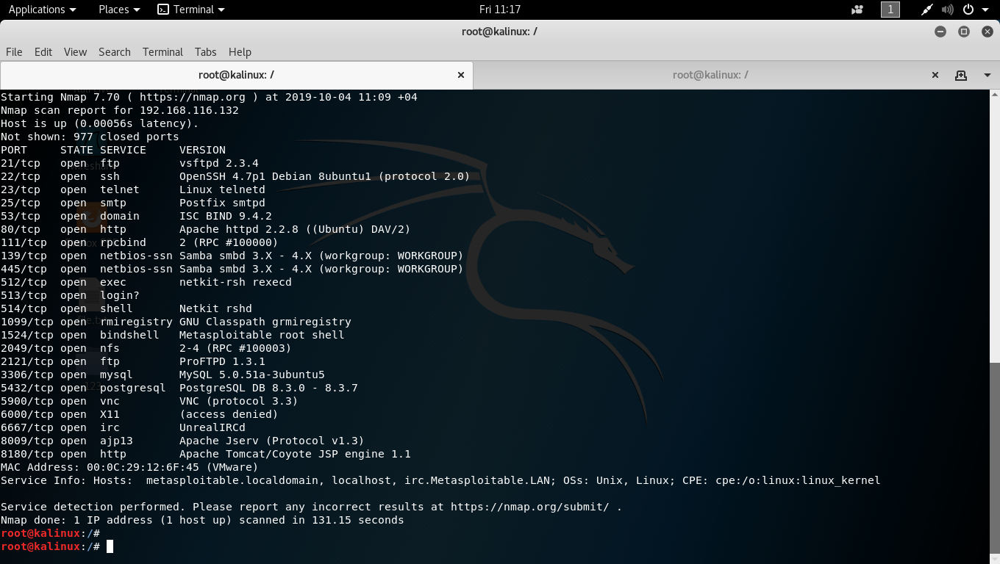 Applications Places Terminal Fri 11:17 1
root@kalinux: /
File Edit View Search Terminal Tabs Help
root@kalinux: / root@kalinux: /
Starting Nmap 7.70 ( https://nmap.org ) at 2019-10-04 11:09 +04
Nmap scan report for 192.168.116.132
Host is up (0.00056s latency).
Not shown: 977 closed ports
PORT     STATE SERVICE     VERSION
21/tcp   open  ftp         vsftpd 2.3.4
22/tcp   open  ssh         OpenSSH 4.7p1 Debian 8ubuntu1 (protocol 2.0)
23/tcp   open  telnet      Linux telnetd
25/tcp   open  smtp        Postfix smtpd
53/tcp   open  domain      ISC BIND 9.4.2
80/tcp   open  http        Apache httpd 2.2.8 ((Ubuntu) DAV/2)
111/tcp  open  rpcbind     2 (RPC #100000)
139/tcp  open  netbios-ssn Samba smbd 3.X - 4.X (workgroup: WORKGROUP)
445/tcp  open  netbios-ssn Samba smbd 3.X - 4.X (workgroup: WORKGROUP)
512/tcp  open  exec        netkit-rsh rexecd
513/tcp  open  login?
514/tcp  open  shell       Netkit rshd
1099/tcp open  rmiregistry GNU Classpath grmiregistry
1524/tcp open  bindshell   Metasploitable root shell
2049/tcp open  nfs         2-4 (RPC #100003)
2121/tcp open  ftp         ProFTPD 1.3.1
3306/tcp open  mysql       MySQL 5.0.51a-3ubuntu5
5432/tcp open  postgresql  PostgreSQL DB 8.3.0 - 8.3.7
5900/tcp open  vnc         VNC (protocol 3.3)
6000/tcp open  X11         (access denied)
6667/tcp open  irc         UnrealIRCd
8009/tcp open  ajp13       Apache Jserv (Protocol v1.3)
8180/tcp open  http        Apache Tomcat/Coyote JSP engine 1.1
MAC Address: 00:0C:29:12:6F:45 (VMware)
Service Info: Hosts:  metasploitable.localdomain, localhost, irc.Metasploitable.LAN; OSs: Unix, Linux; CPE: cpe:/o:linux:linux_kernel
Service detection performed. Please report any incorrect results at https://nmap.org/submit/ .
Nmap done: 1 IP address (1 host up) scanned in 131.15 seconds
root@kalinux:/#
root@kalinux:/#